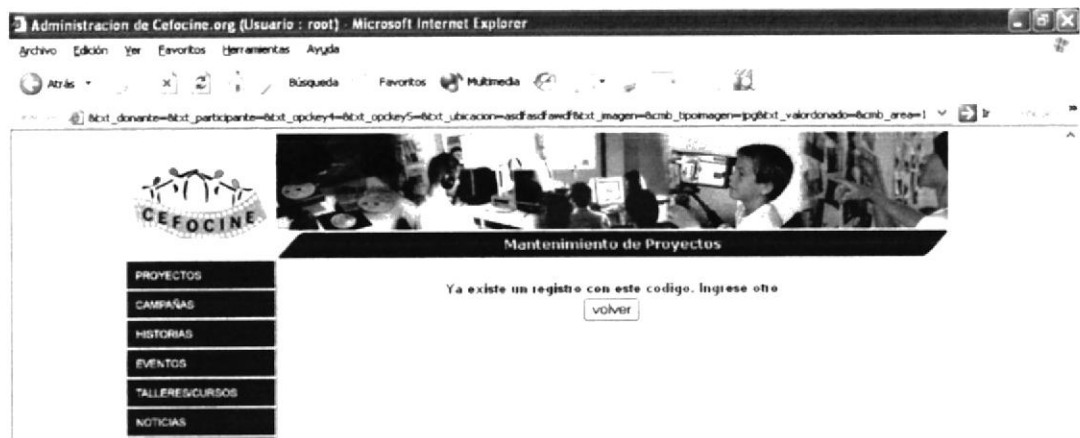 Administracion de Cefocine.org (Usuario : root) - Microsoft Internet Explorer
Archivo Edición Ver Favoritos Herramientas Ayuda
Atrás Búsqueda Favoritos Multimedia
&txt_donante=&txt_participante=&txt_opckey4=&txt_opckey5=&txt_ubicacion=asdfasdfawdf&txt_imagen=&cmb_tipoimagen=jpg&txt_valordonado=&cmb_area=1 Ir
CEFOCINE
Mantenimiento de Proyectos
PROYECTOS
Ya existe un registro con este codigo. Ingrese otro
CAMPAÑAS
volver
HISTORIAS
EVENTOS
TALLERES/CURSOS
NOTICIAS